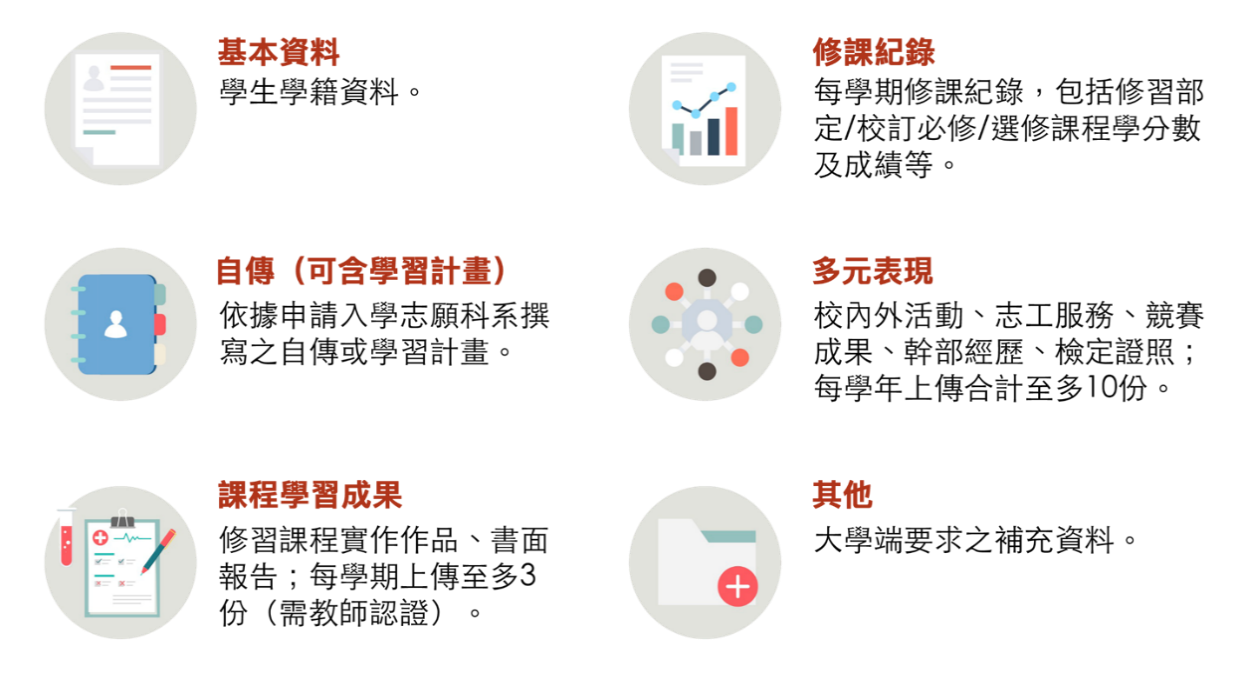 基本資料
學生學籍資料。
修課紀錄
每學期修課紀錄，包括修習部
定/校訂必修/選修課程學分數
及成績等。
自傳（可含學習計畫）
依據申請入學志願科系撰
寫之自傳或學習計畫。
多元表現
校內外活動、志工服務、競賽
成果、幹部經歷、檢定證照；
每學年上傳合計至多10份。
課程學習成果
修習課程實作作品、書面
報告；每學期上傳至多3
份（需教師認證）。
其他
大學端要求之補充資料。